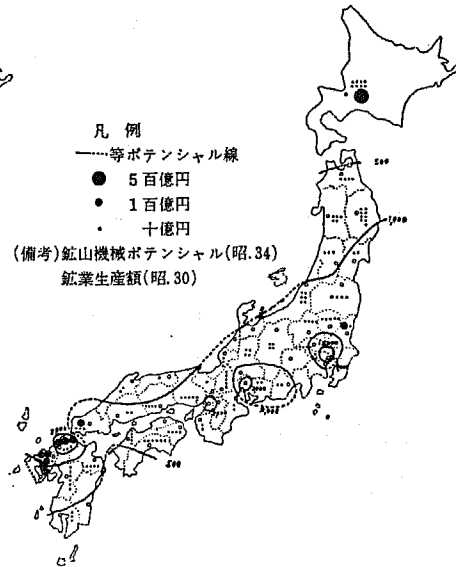 凡 例
等ポテンシャル線
5百億円
1百億円
十億円
(備考)鉱山機械ポテンシャル(昭.34)
鉱業生産額(昭.30)
500
1000
500